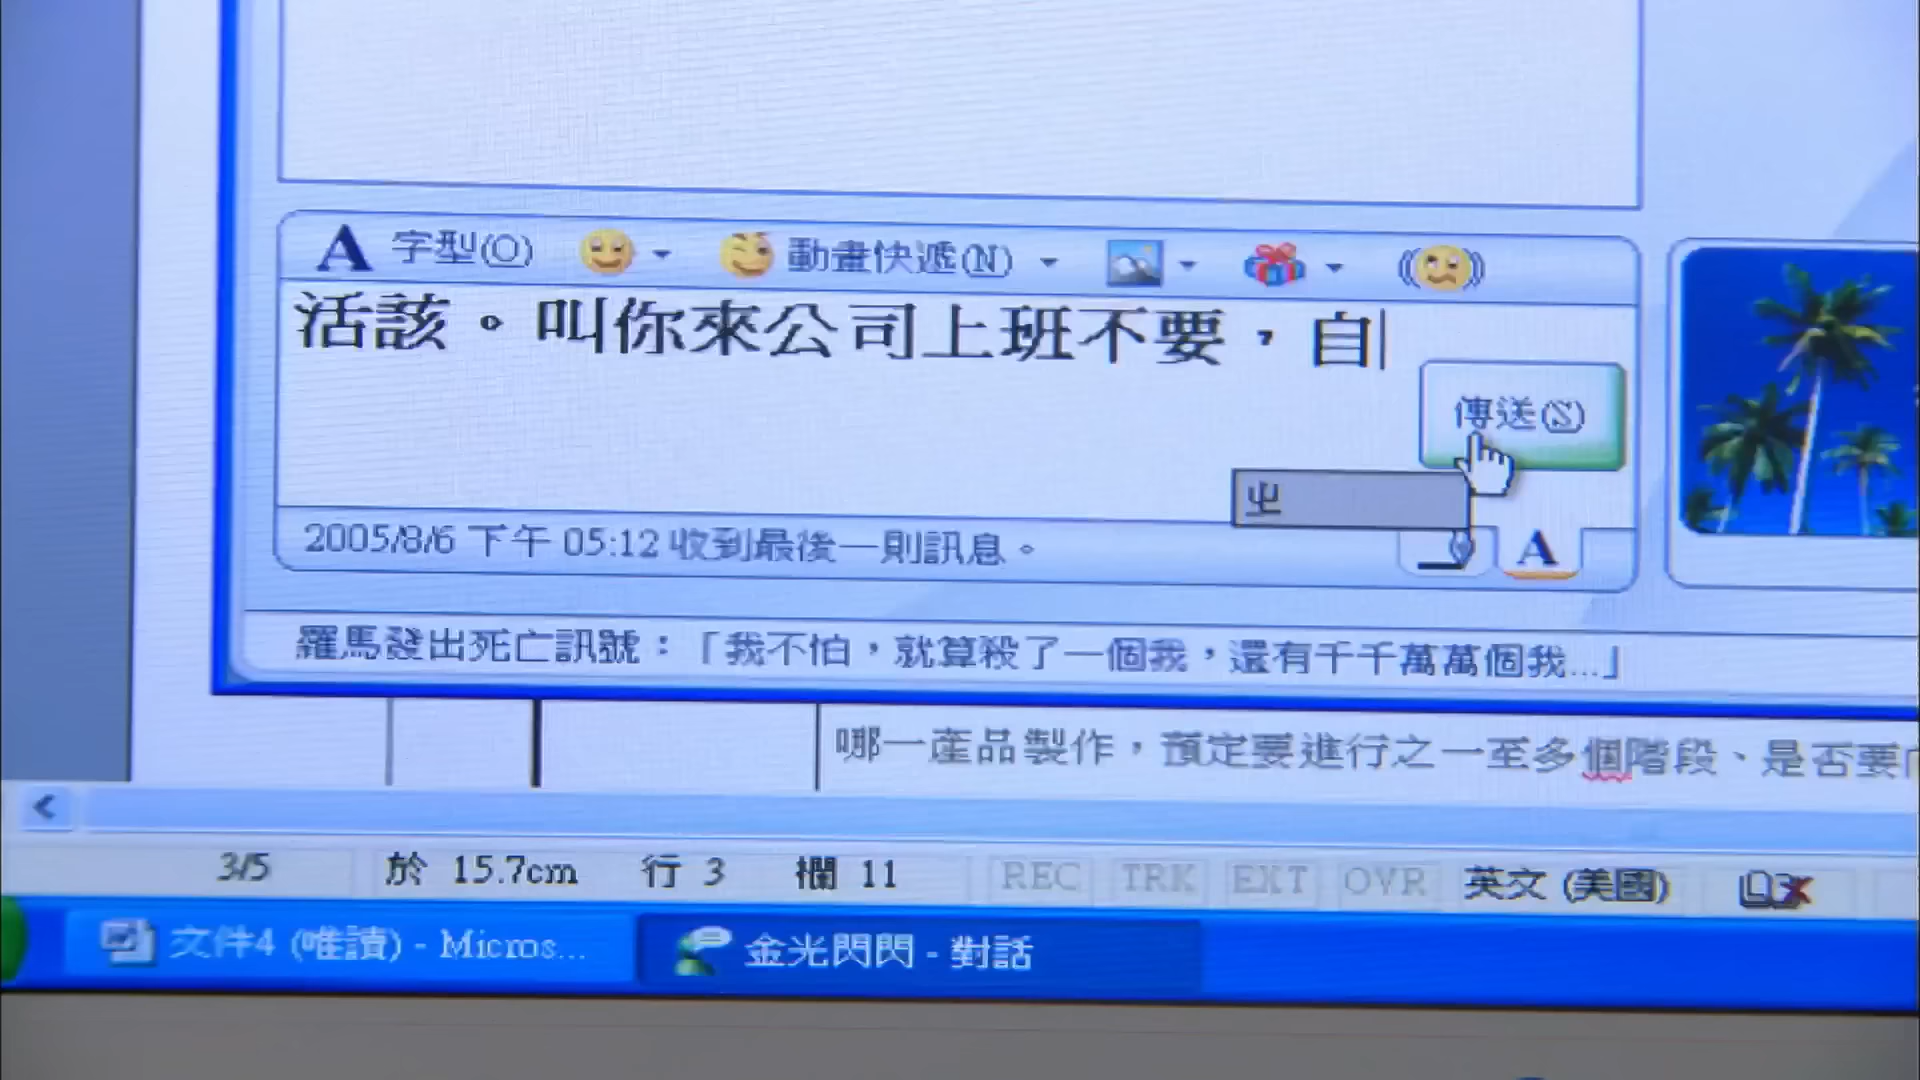 A 字型(O) 動畫快遞(N)
活該。叫你來公司上班不要,自
傳送(S)
2005/8/6 下午 05:12 收到最後一則訊息。
A
羅馬發出死亡訊號:「我不怕,就算殺了一個我,還有千千萬萬個我...」
哪一產品製作,預定要進行之一至多個階段、是否要
3/5 於 15.7cm 行 3 欄 11 REC TRK EXT OVR 英文 (美國)
文件4 (唯讀) - Micros... 金光閃閃 - 對話